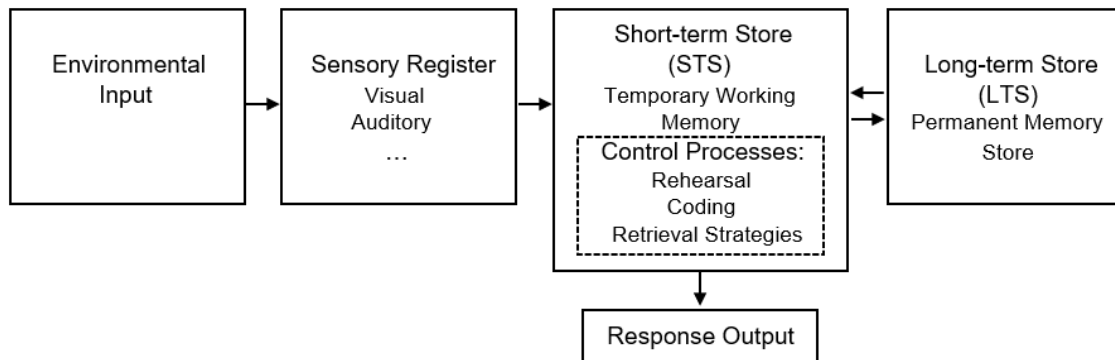 Environmental
Input
Sensory Register
Visual
Auditory
…
Short-term Store
(STS)
Temporary Working
Memory
Control Processes:
Rehearsal
Coding
Retrieval Strategies
Long-term Store
(LTS)
Permanent Memory
Store
Response Output